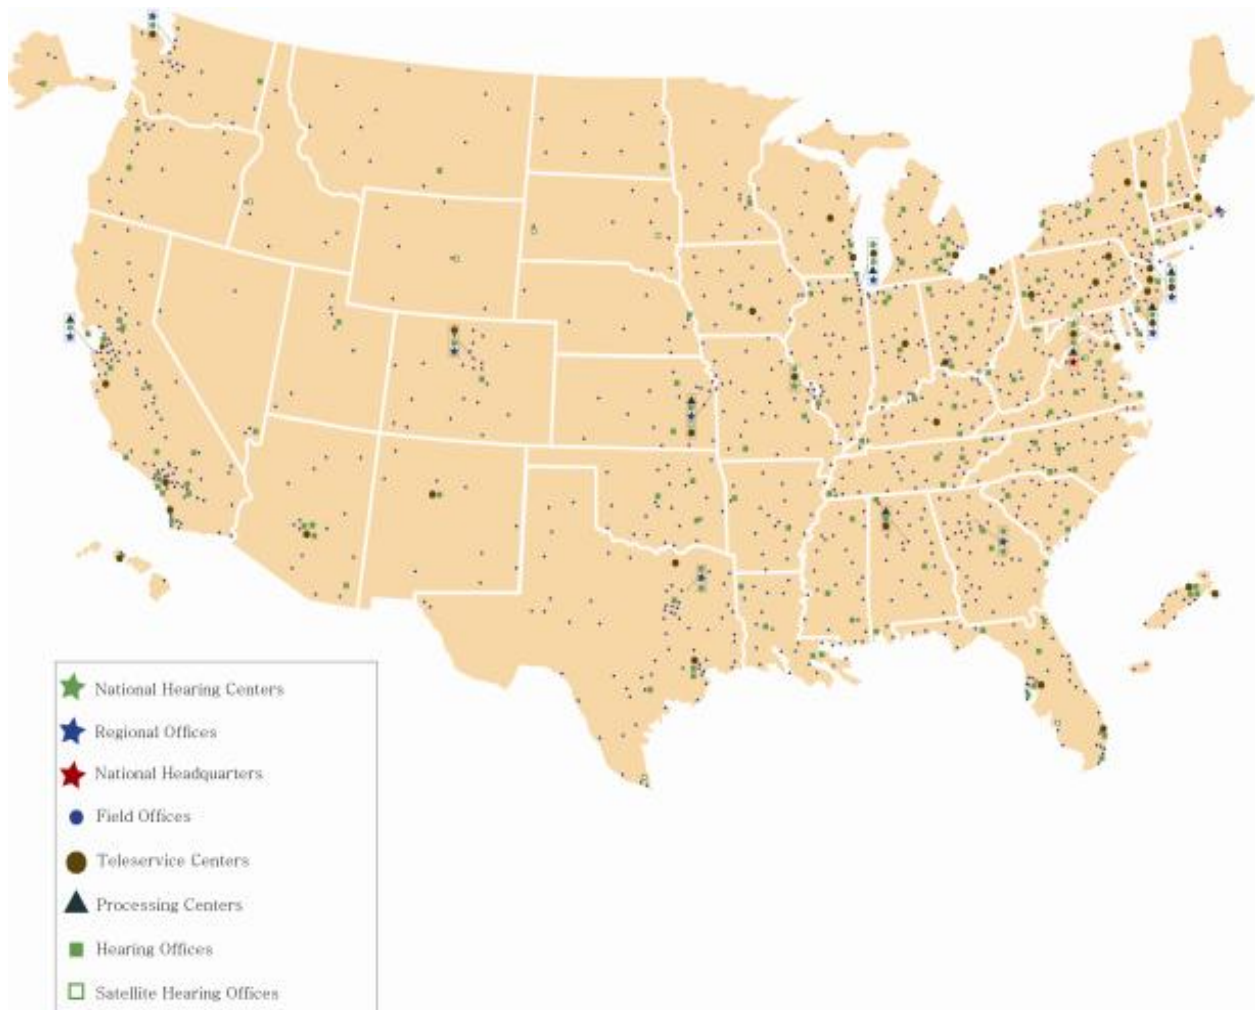 National Hearing Centers
Regional Offices
National Headquarters
Field Offices
Teleservice Centers
Processing Centers
Hearing Offices
Satellite Hearing Offices